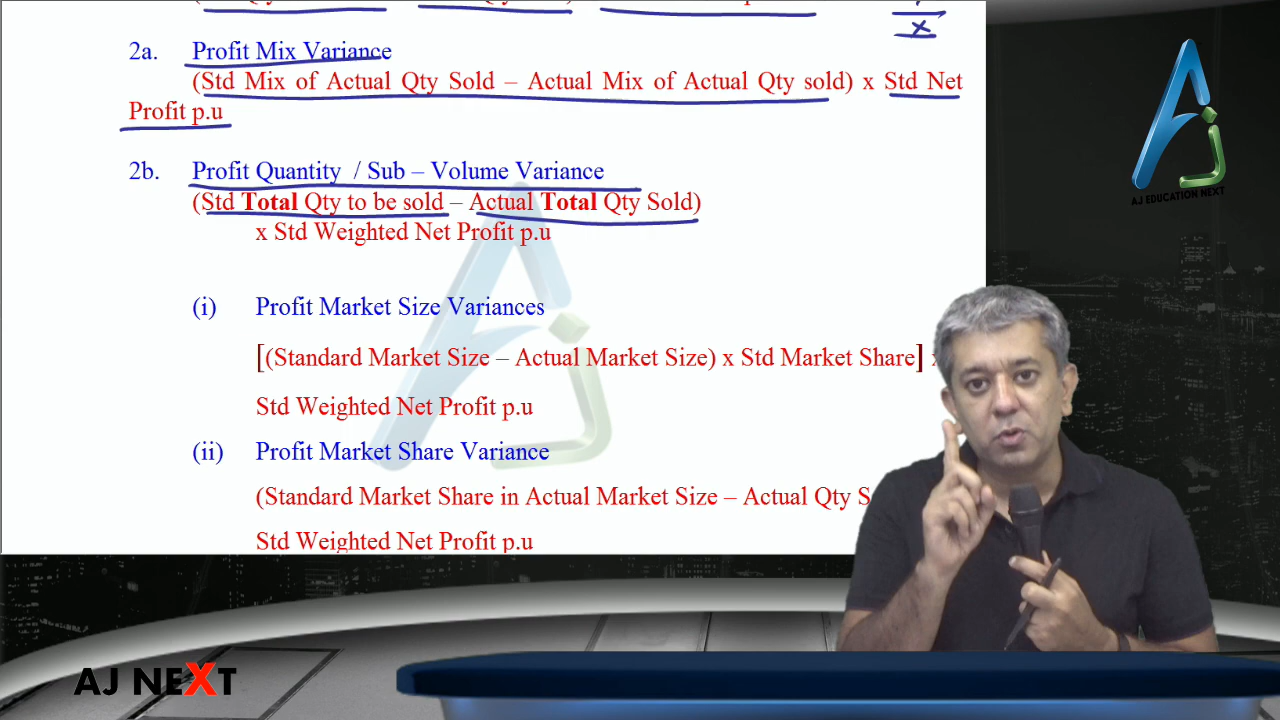 x
2a. Profit Mix Variance
(Std Mix of Actual Qty Sold – Actual Mix of Actual Qty sold) x Std Net
Profit p.u
2b. Profit Quantity / Sub – Volume Variance
(Std Total Qty to be sold – Actual Total Qty Sold)
x Std Weighted Net Profit p.u
(i) Profit Market Size Variances
[(Standard Market Size – Actual Market Size) x Std Market Share] x
Std Weighted Net Profit p.u
(ii) Profit Market Share Variance
(Standard Market Share in Actual Market Size – Actual Qty
Std Weighted Net Profit p.u
AJ EDUCATION NEXT
AJ NEXT